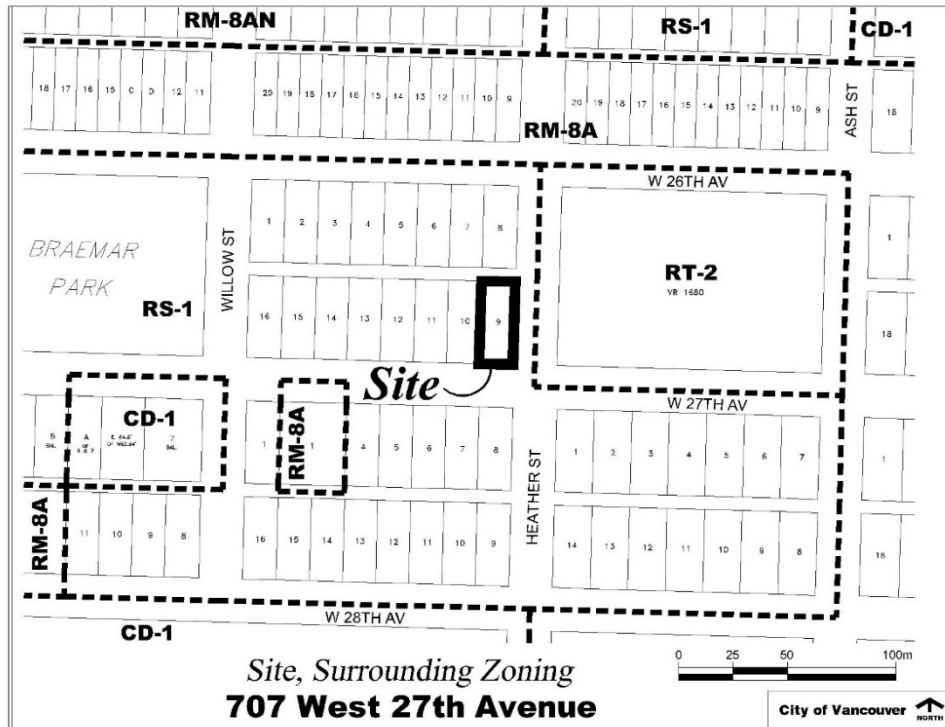 RM-8AN
RS-1
CD-1
18 17 16 15 C D 12 11
20 19 18 17 16 15 14 13 12 11 10 9
RM-8A
20 19 18 17 16 15 14 13 12 11 10 9
ASH ST
18
W 26TH AV
BRAEMAR
PARK
RS-1
WILLOW ST
1 2 3 4 5 6 7 8
RT-2
VR 1680
1
16 15 14 13 12 11 10 9
18
Site
W 27TH AV
CD-1
6
BAL
A
OF
7
BAL
1
RM-8A
1
4 5 6 7 8
HEATHER ST
1 2 3 4 5 6 7
1
RM-8A
11 10 9 8
16 15 14 13 12 11 10 9
14 13 12 11 10 9 8
18
W 28TH AV
CD-1
Site, Surrounding Zoning
707 West 27th Avenue
0 25 50 100m
City of Vancouver
NORTH